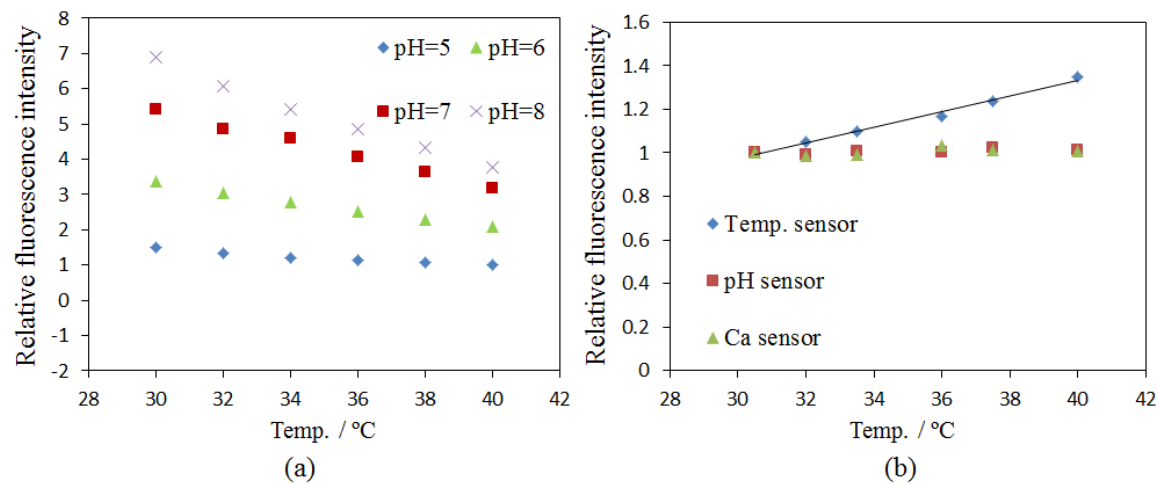 Relative fluorescence intensity
8
7
6
5
4
3
2
1
0
-1
-2
pH=5 pH=6
pH=7 pH=8
28 30 32 34 36 38 40 42
Temp. / ºC
(a)
Relative fluorescence intensity
1.6
1.4
1.2
1
0.8
0.6
0.4
0.2
0
Temp. sensor
pH sensor
Ca sensor
28 30 32 34 36 38 40 42
Temp. / ºC
(b)